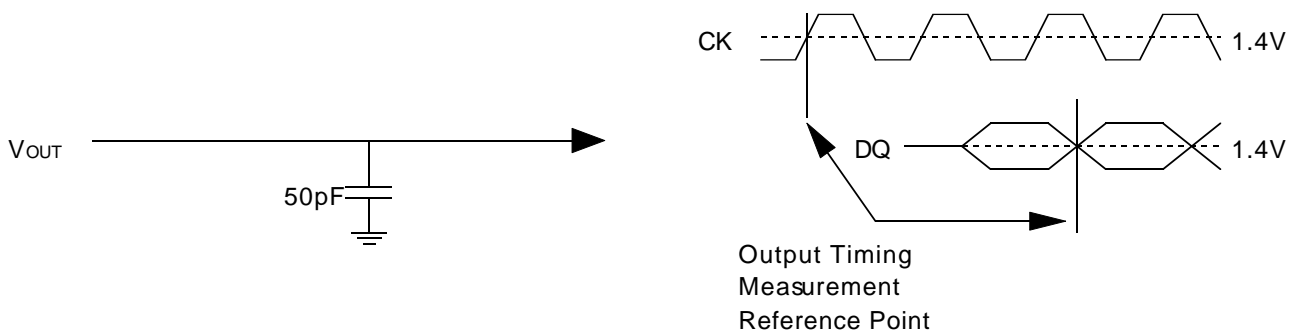 VOUT
50pF
CK
1.4V
DQ
1.4V
Output Timing
Measurement
Reference Point